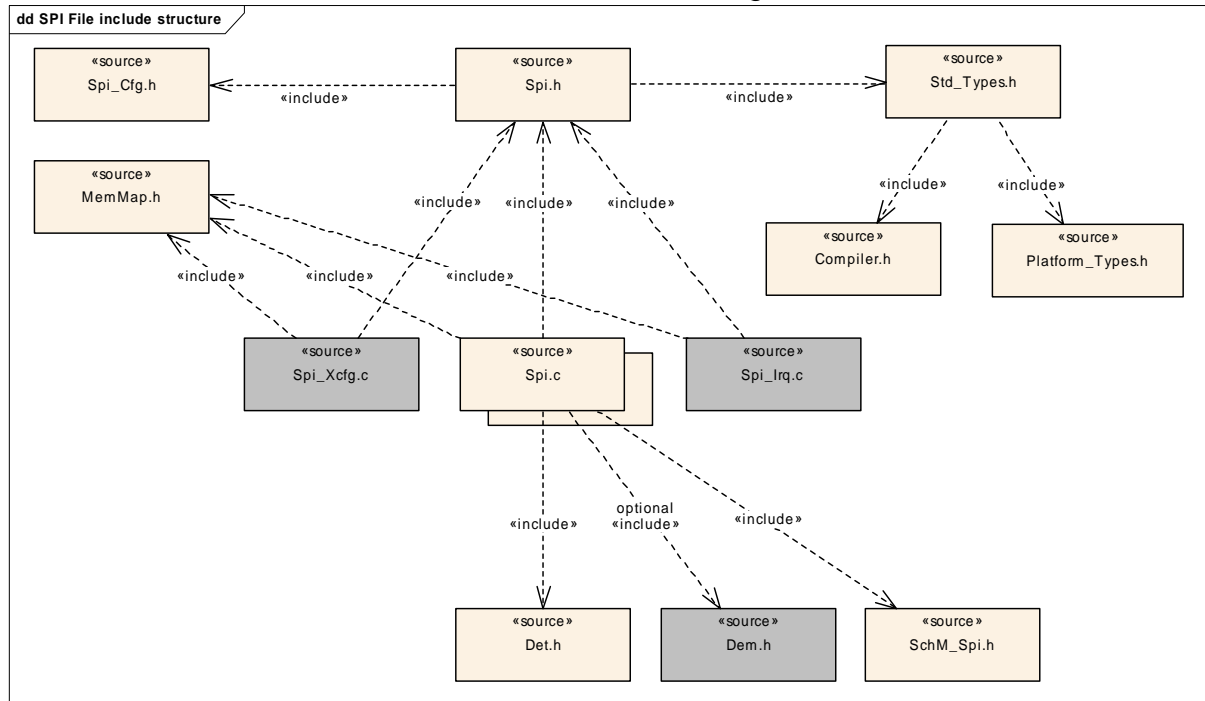 dd SPI File include structure
«source»
Spi_Cfg.h
«source»
Spi.h
«source»
Std_Types.h
«include»
«include»
«source»
MemMap.h
«include»
«include»
«include»
«include»
«include»
«source»
Compiler.h
«source»
Platform_Types.h
«include»
«include»
«include»
«source»
Spi_Xcfg.c
«source»
Spi.c
«source»
Spi_Irq.c
«include»
optional
«include»
«include»
«source»
Det.h
«source»
Dem.h
«source»
SchM_Spi.h